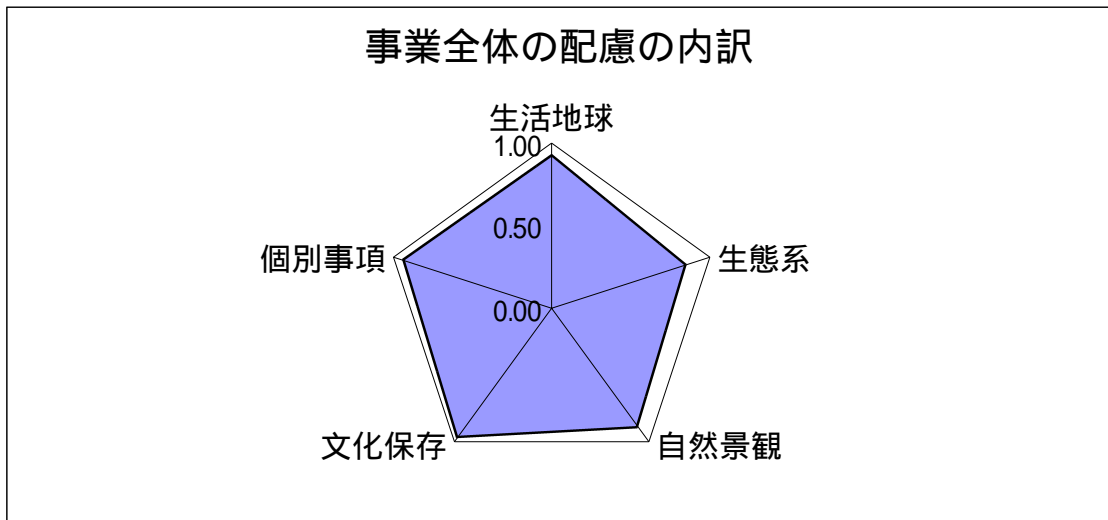 事業全体の配慮の内訳
生活地球
1.00
0.50
個別事項
生態系
0.00
文化保存
自然景観